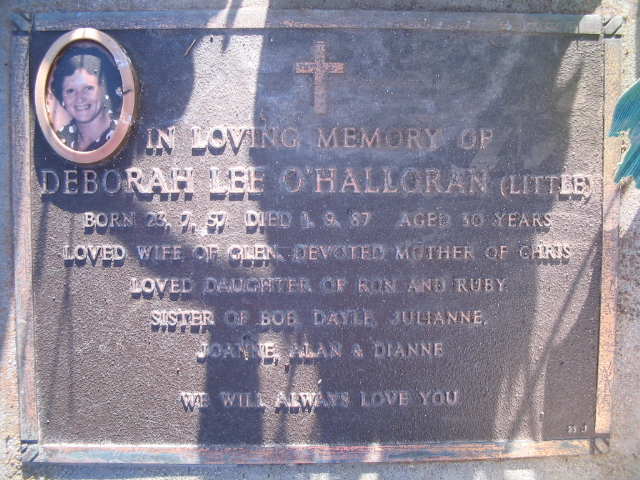 IN LOVING MEMORY OF
DEBORAH LEE O'HALLORAN (LITTLE)
BORN 23. 7. 57 DIED 1. 9. 87 AGED 30 YEARS
LOVED WIFE OF GLEN, DEVOTED MOTHER OF CHRIS
LOVED DAUGHTER OF RON AND RUBY
SISTER OF BOB, DAYLE, JULIANNE,
JOANNE, ALAN & DIANNE
WE WILL ALWAYS LOVE YOU
25 J